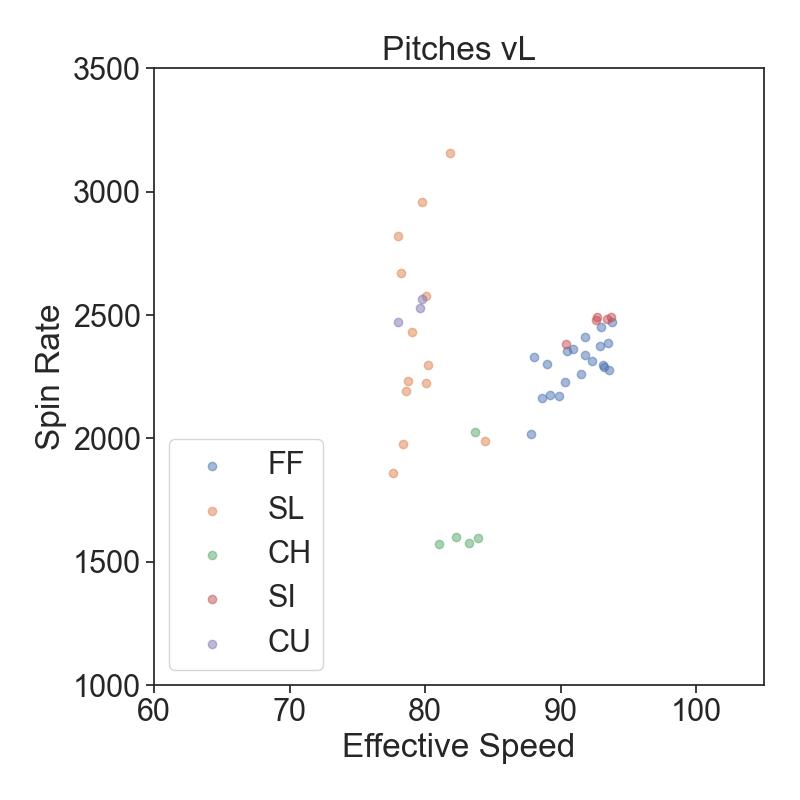 Pitches vL
3500
3000
2500
2000
1500
1000
Spin Rate
FF
SL
CH
SI
CU
60 70 80 90 100
Effective Speed